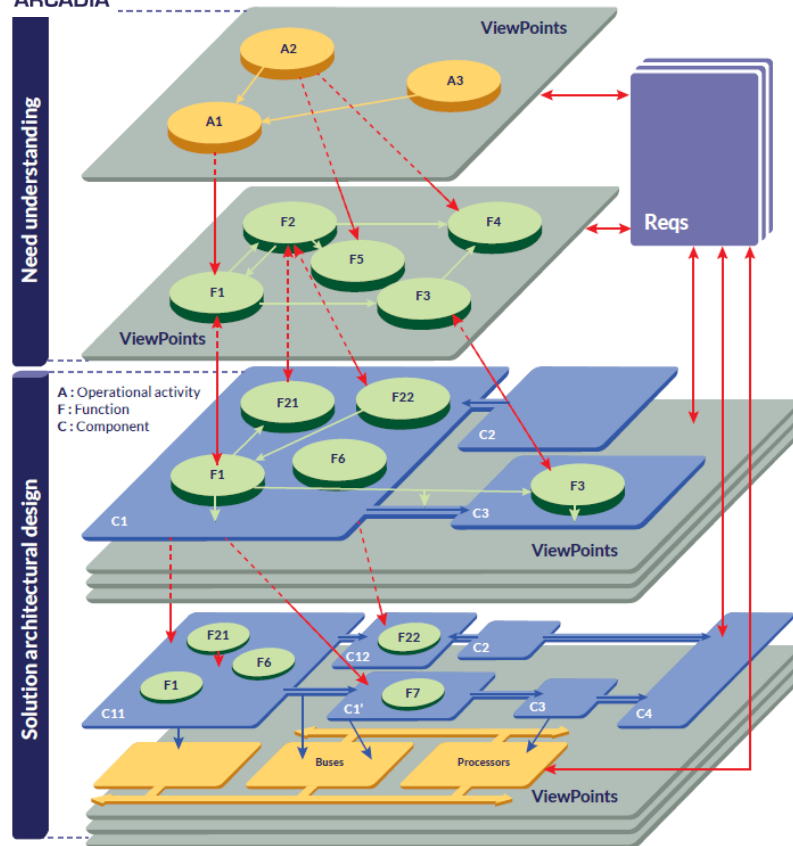 ARCADIA
Need understanding
ViewPoints
A2
A3
A1
Reqs
F2
F4
F5
F1
F3
ViewPoints
Solution architectural design
A : Operational activity
F : Function
C : Component
F21
F22
C2
F6
F1
F3
C1
C3
ViewPoints
F21
F22
C2
C12
F6
F1
F7
C11
C1'
C3
C4
Buses
Processors
ViewPoints